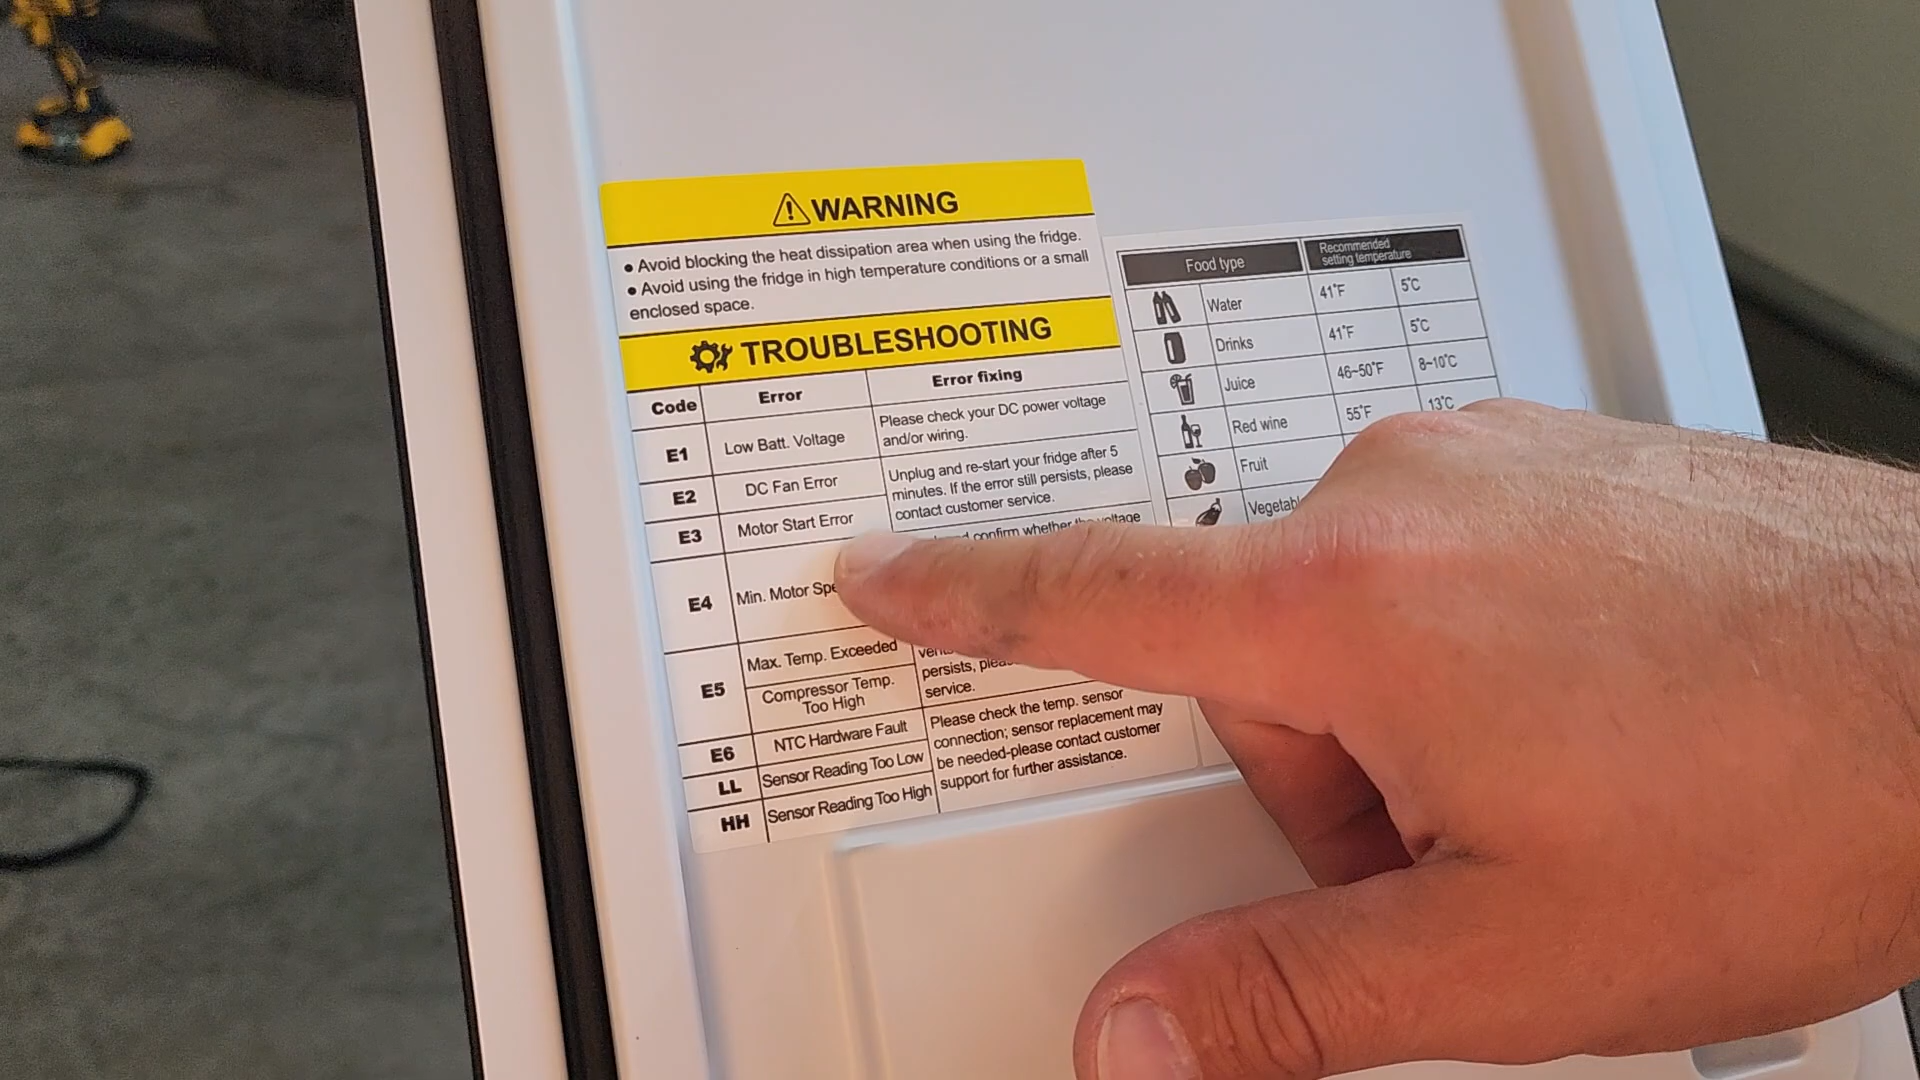 WARNING
● Avoid blocking the heat dissipation area when using the fridge.
● Avoid using the fridge in high temperature conditions or a small
enclosed space.
TROUBLESHOOTING
Code Error Error fixing
E1 Low Batt. Voltage
Please check your DC power voltage
and/or wiring.
E2 DC Fan Error
E3 Motor Start Error
Unplug and re-start your fridge after 5
minutes. If the error still persists, please
contact customer service.
E4 Min. Motor
confirm whether voltage
E5 Max. Temp. Exceeded
Compressor Temp.
Too High
persists,
service.
E6 NTC Hardware Fault
LL Sensor Reading Too Low
HH Sensor Reading Too High
Please check the temp. sensor
connection; sensor replacement may
be needed-please contact customer
support for further assistance.
Food type Recommended
setting temperature
Water 41°F 5°C
Drinks 41°F 5°C
Juice 46~50°F 8~10°C
Red wine 55°F 13°C
Fruit